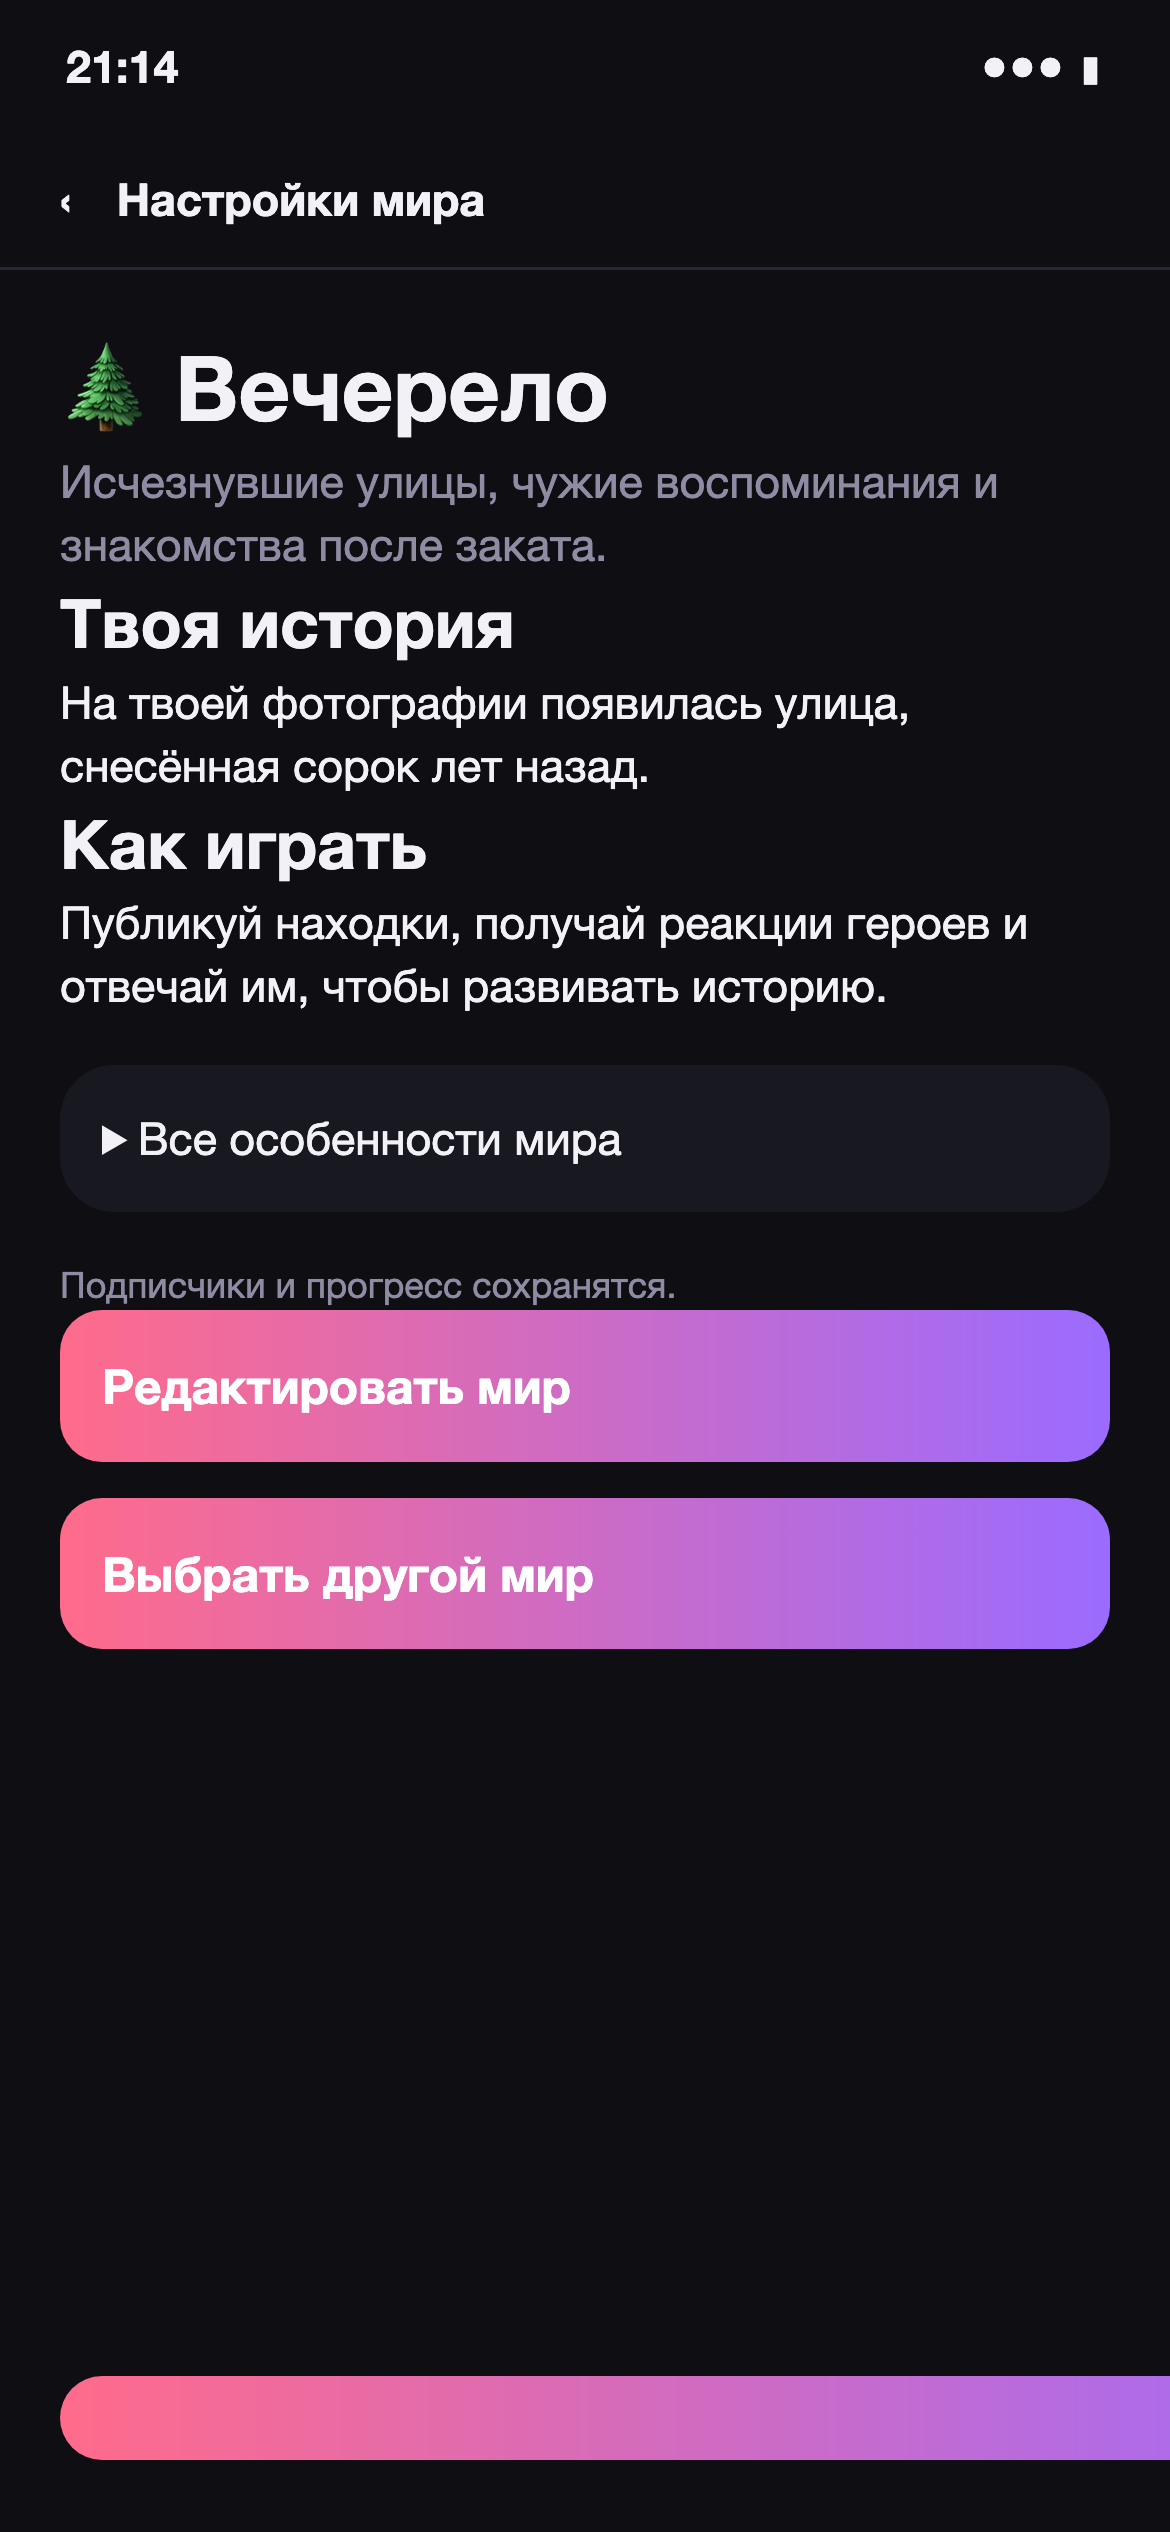 21:14
‹ Настройки мира
🌲 Вечерело
Исчезнувшие улицы, чужие воспоминания и
знакомства после заката.
Твоя история
На твоей фотографии появилась улица,
снесённая сорок лет назад.
Как играть
Публикуй находки, получай реакции героев и
отвечай им, чтобы развивать историю.
▶ Все особенности мира
Подписчики и прогресс сохранятся.
Редактировать мир
Выбрать другой мир